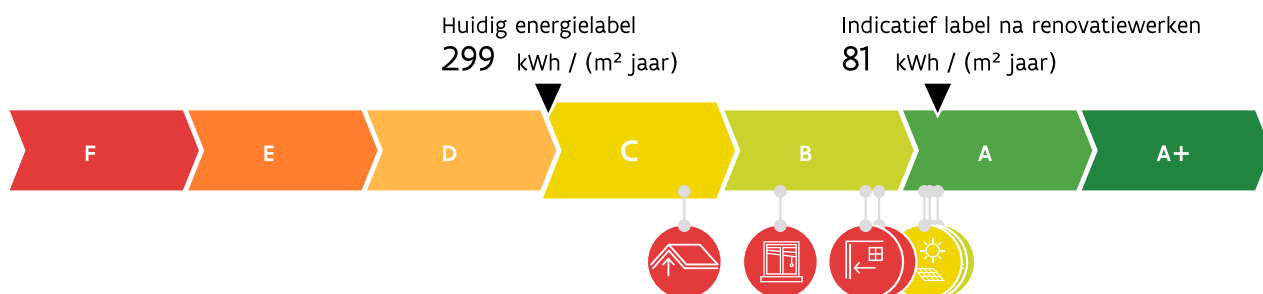 Huidig energielabel
299 kWh / (m² jaar)
Indicatief label na renovatiewerken
81 kWh / (m² jaar)
F E D C B A A+